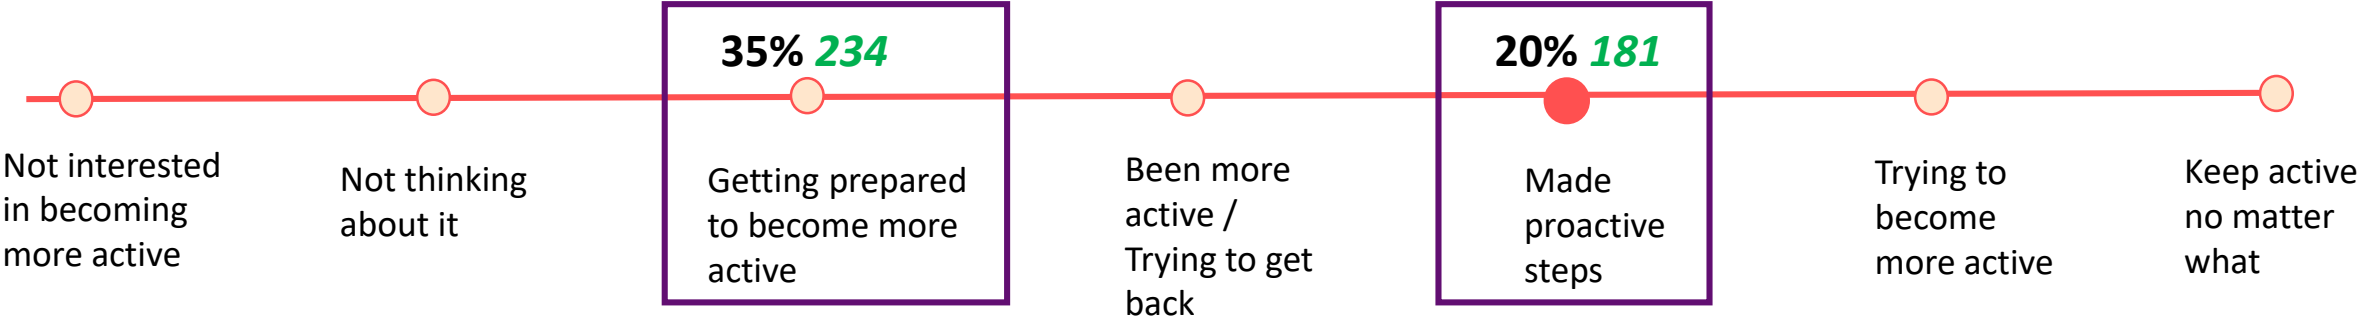 35% 234
20% 181
Not interested
in becoming
more active
Not thinking
about it
Getting prepared
to become more
active
Been more
active /
Trying to get
back
Made
proactive
steps
Trying to
become
more active
Keep active
no matter
what